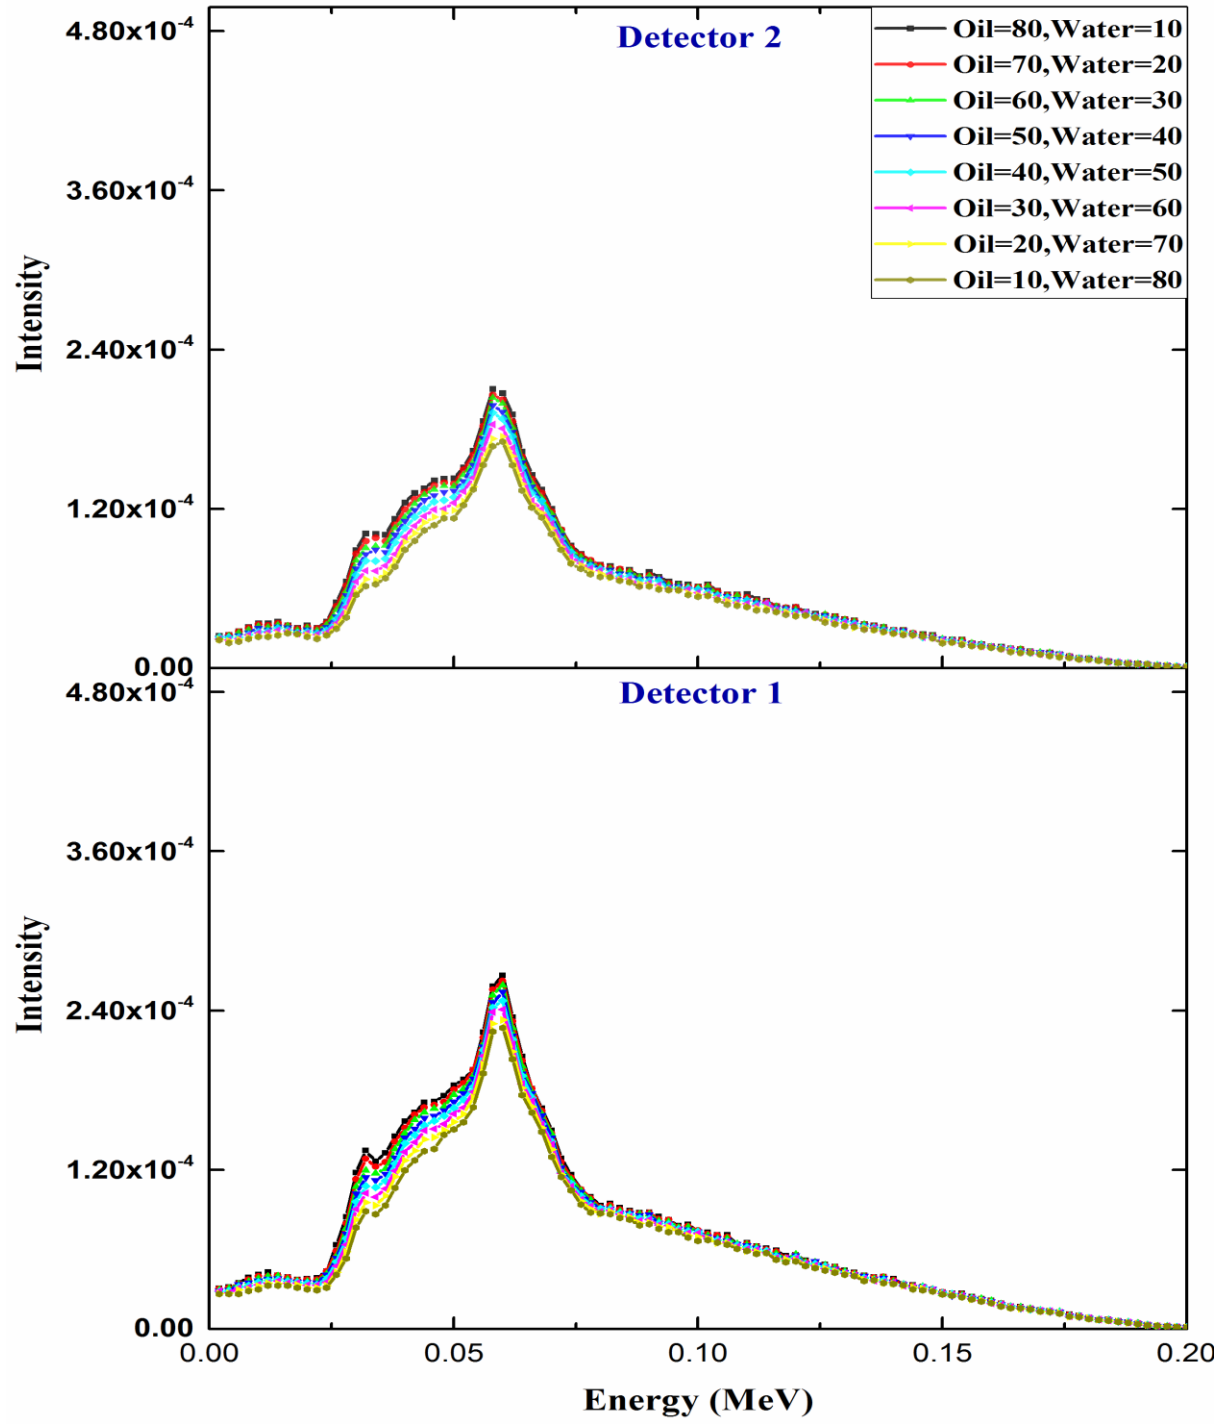 Detector 2
Oil=80,Water=10
Oil=70,Water=20
Oil=60,Water=30
Oil=50,Water=40
Oil=40,Water=50
Oil=30,Water=60
Oil=20,Water=70
Oil=10,Water=80
4.80x10⁻⁴
3.60x10⁻⁴
2.40x10⁻⁴
1.20x10⁻⁴
0.00
Intensity
Detector 1
4.80x10⁻⁴
3.60x10⁻⁴
2.40x10⁻⁴
1.20x10⁻⁴
0.00
Intensity
0.00 0.05 0.10 0.15 0.20
Energy (MeV)